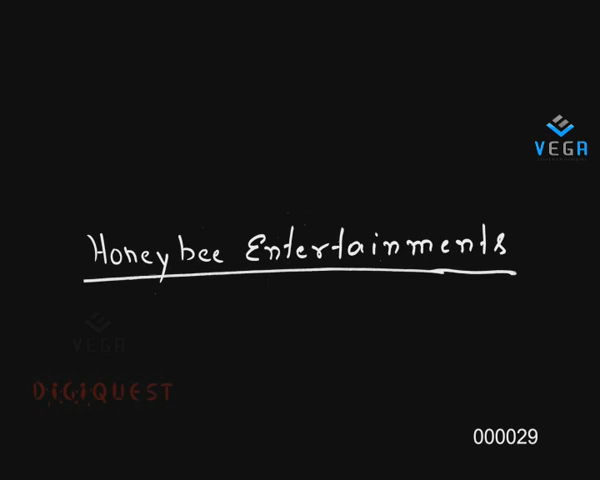 VEGA
Honeybee Entertainments
VEGA
DIGIQUEST
000029